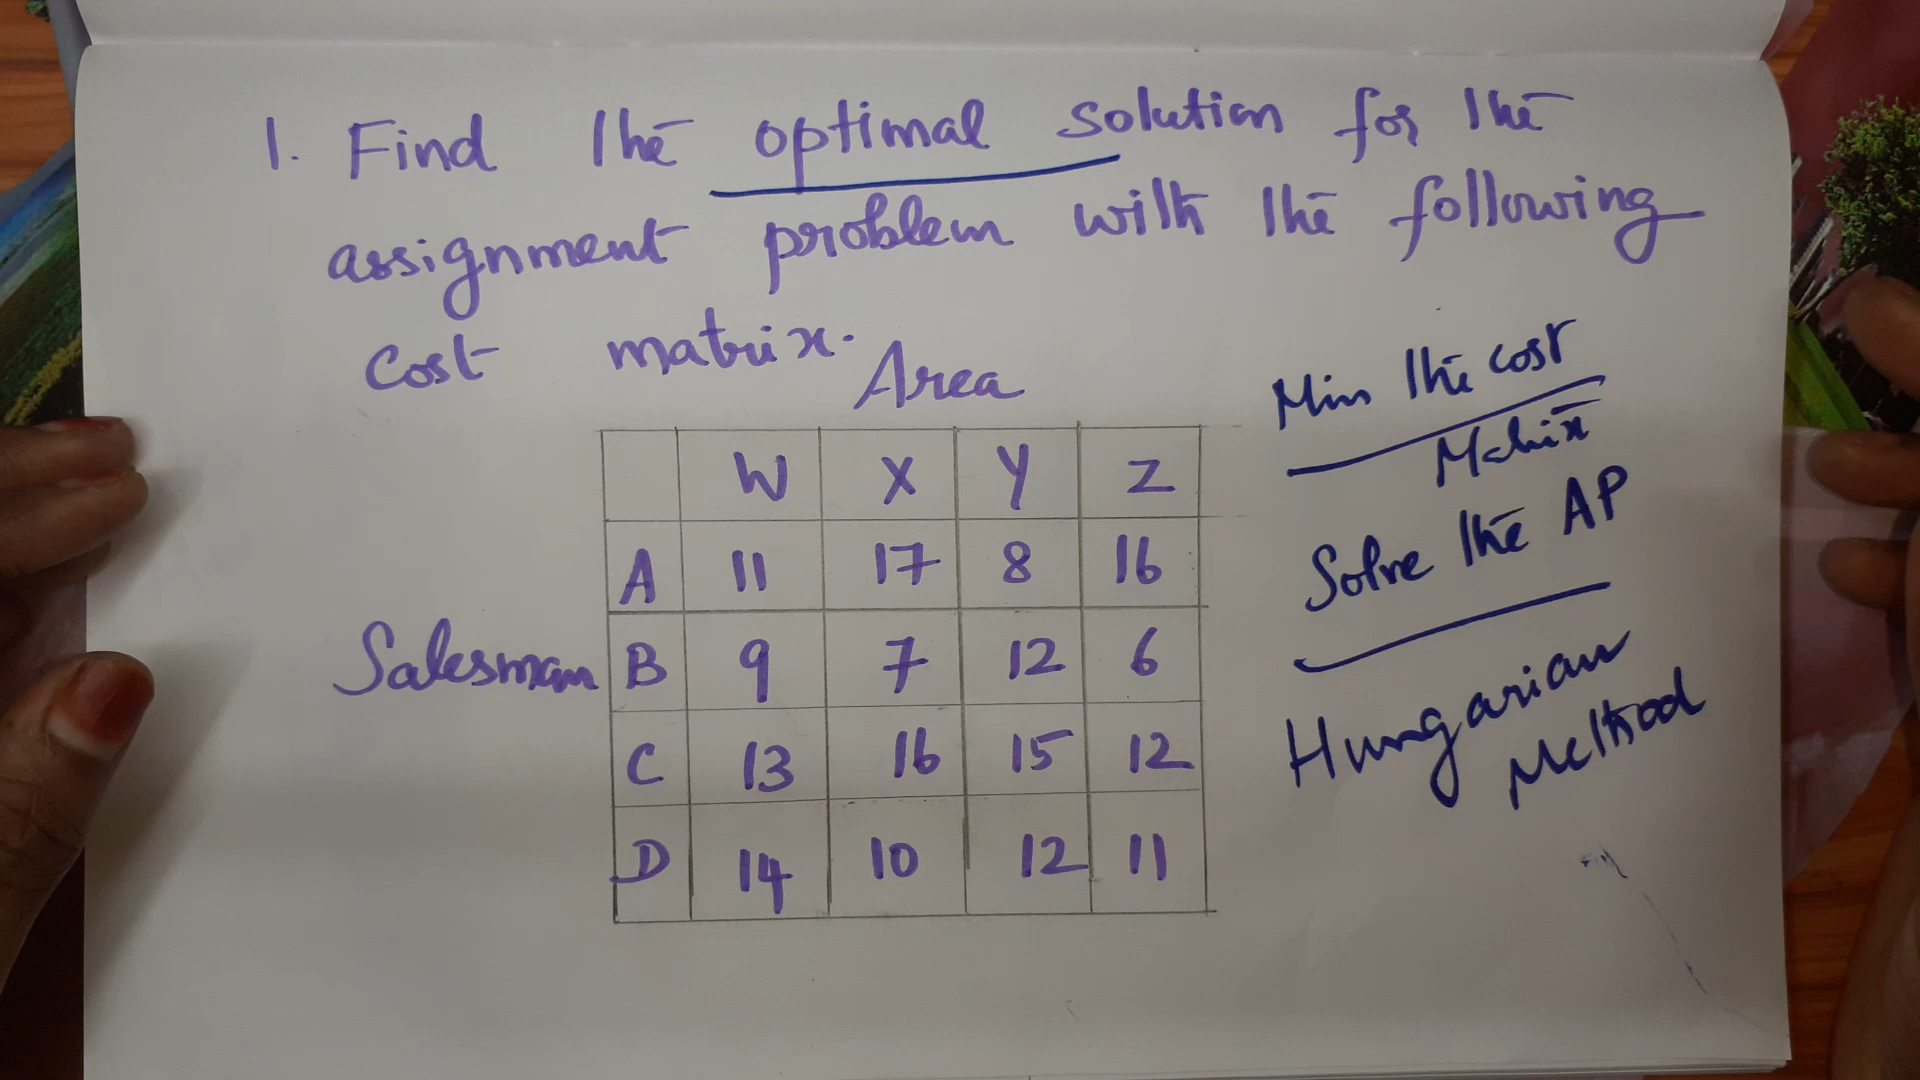 1. Find the optimal solution for the
assignment problem with the following
cost matrix.
Area
W X Y Z
A 11 17 8 16
Salesman B 9 7 12 6
C 13 16 15 12
D 14 10 12 11
Min the cost
Matrix
Solve the AP
Hungarian
Method